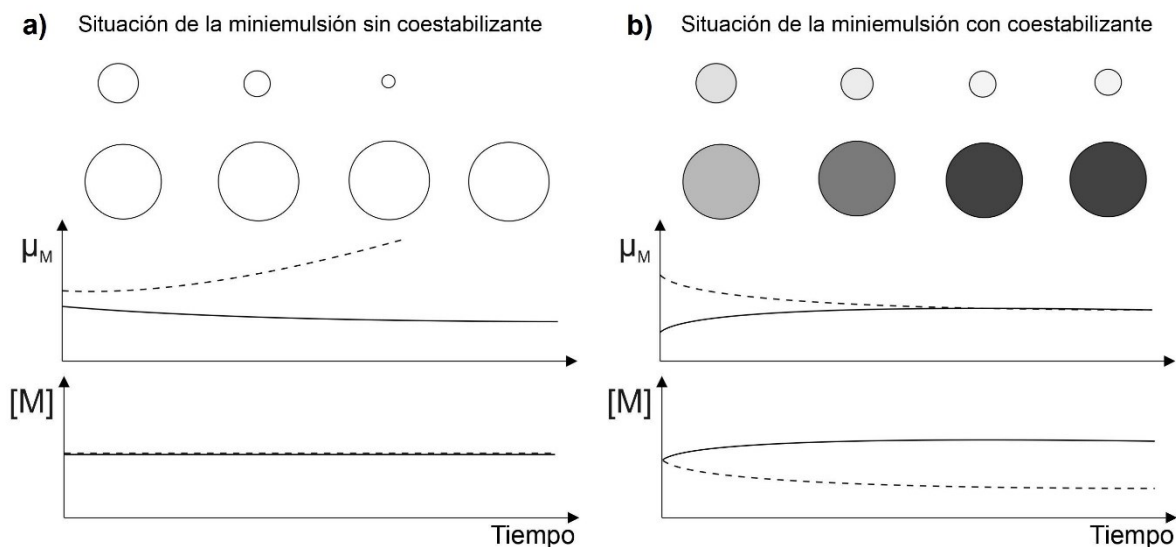 a) Situación de la miniemulsión sin coestabilizante
μM
[M]
Tiempo
b) Situación de la miniemulsión con coestabilizante
μM
[M]
Tiempo